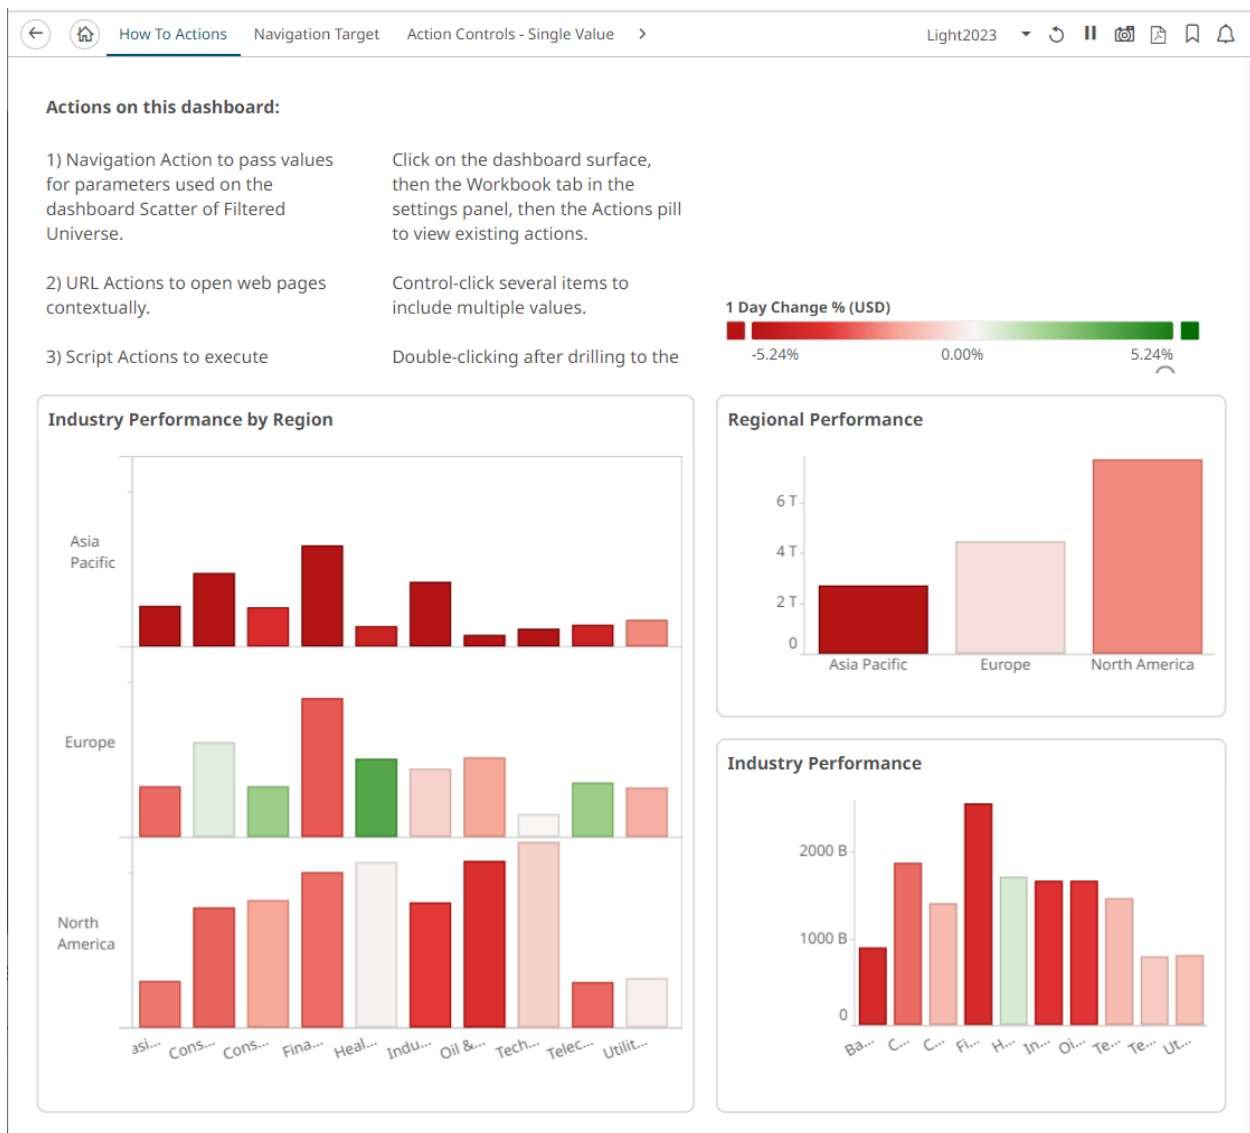 How To Actions Navigation Target Action Controls - Single Value
Light2023
Actions on this dashboard:
1) Navigation Action to pass values
for parameters used on the
dashboard Scatter of Filtered
Universe.
2) URL Actions to open web pages
contextually.
3) Script Actions to execute
Click on the dashboard surface,
then the Workbook tab in the
settings panel, then the Actions pill
to view existing actions.
Control-click several items to
include multiple values.
Double-clicking after drilling to the
1 Day Change % (USD)
-5.24% 0.00% 5.24%
Industry Performance by Region
Asia
Pacific
Europe
North
America
asi... Cons... Cons... Fina... Heal... Indu... Oil &... Tech... Telec... Utilit...
Regional Performance
6 T
4 T
2 T
0
Asia Pacific Europe North America
Industry Performance
2000 B
1000 B
0
Ba... C... C... Fi... H... In... Oi... Te... Te... Ut...